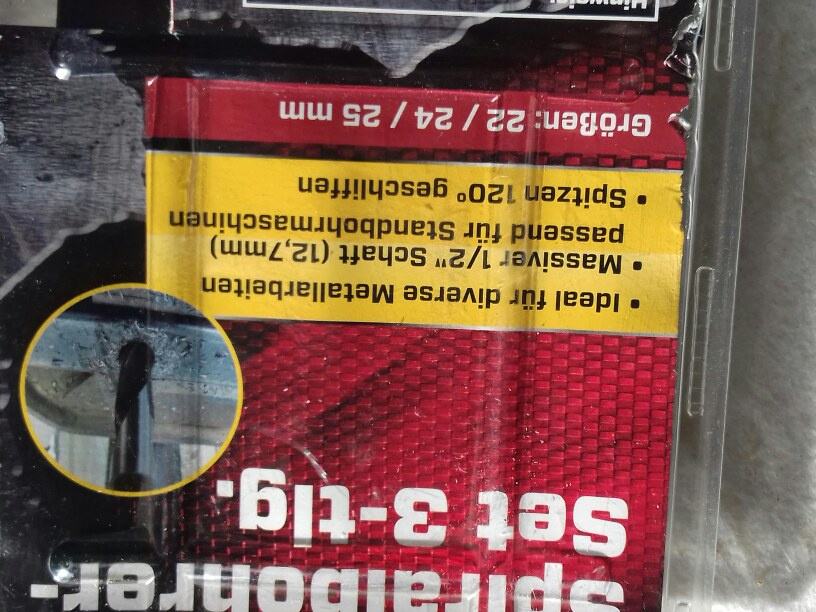 Spiralbohrer-
Set 3-tlg.
• Ideal für diverse Metallarbeiten
• Massiver 1/2" Schaft (12,7mm)
passend für Standbohrmaschinen
• Spitzen 120° geschliffen
Größen: 22 / 24 / 25 mm
Hinweis: